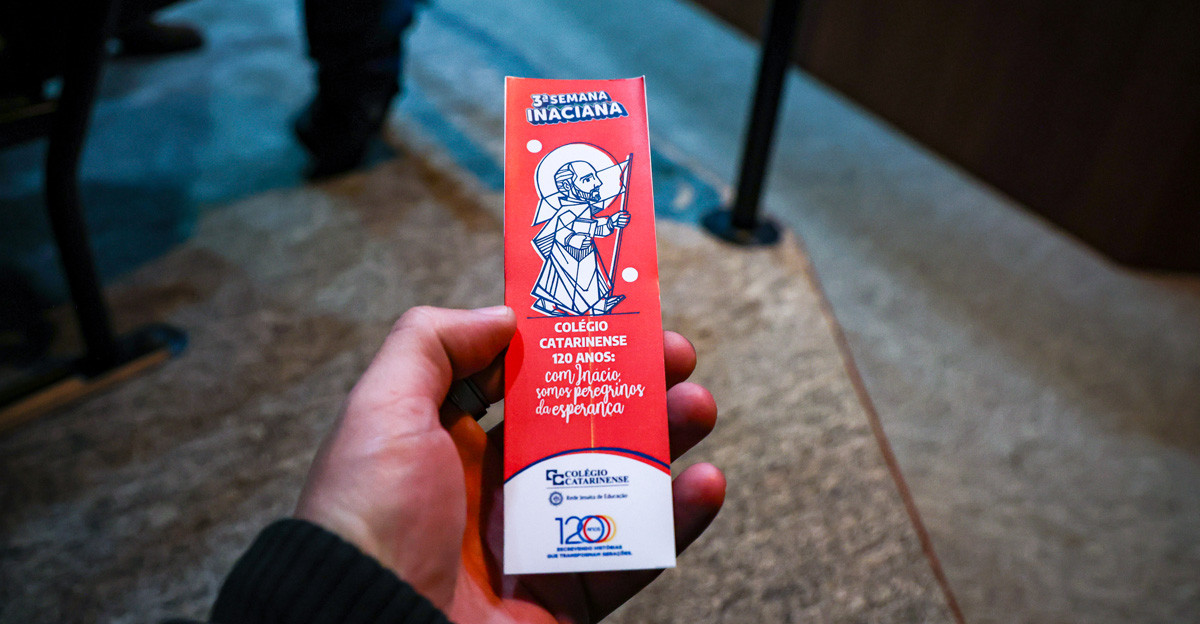 3ª SEMANA
INACIANA
COLÉGIO
CATARINENSE
120 ANOS:
com Inácio,
somos peregrinos
da esperança
COLÉGIO
CATARINENSE
Rede Jesuíta de Educação
120 ANOS
ESCREVENDO HISTÓRIAS
QUE TRANSFORMAM GERAÇÕES.